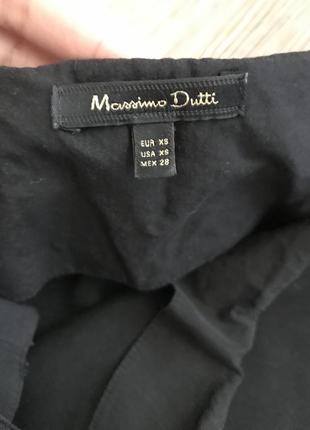 Massimo Dutti
EUR XS
USA XS
MEX 28